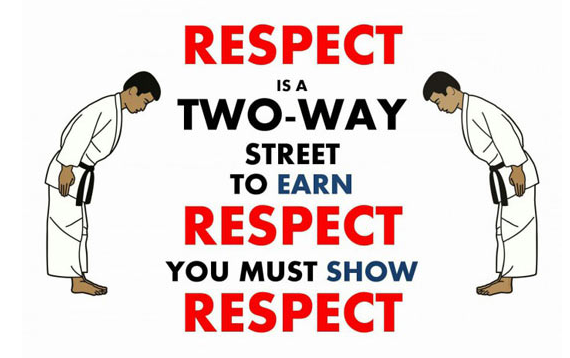 RESPECT
IS A
TWO-WAY
STREET
TO EARN
RESPECT
YOU MUST SHOW
RESPECT